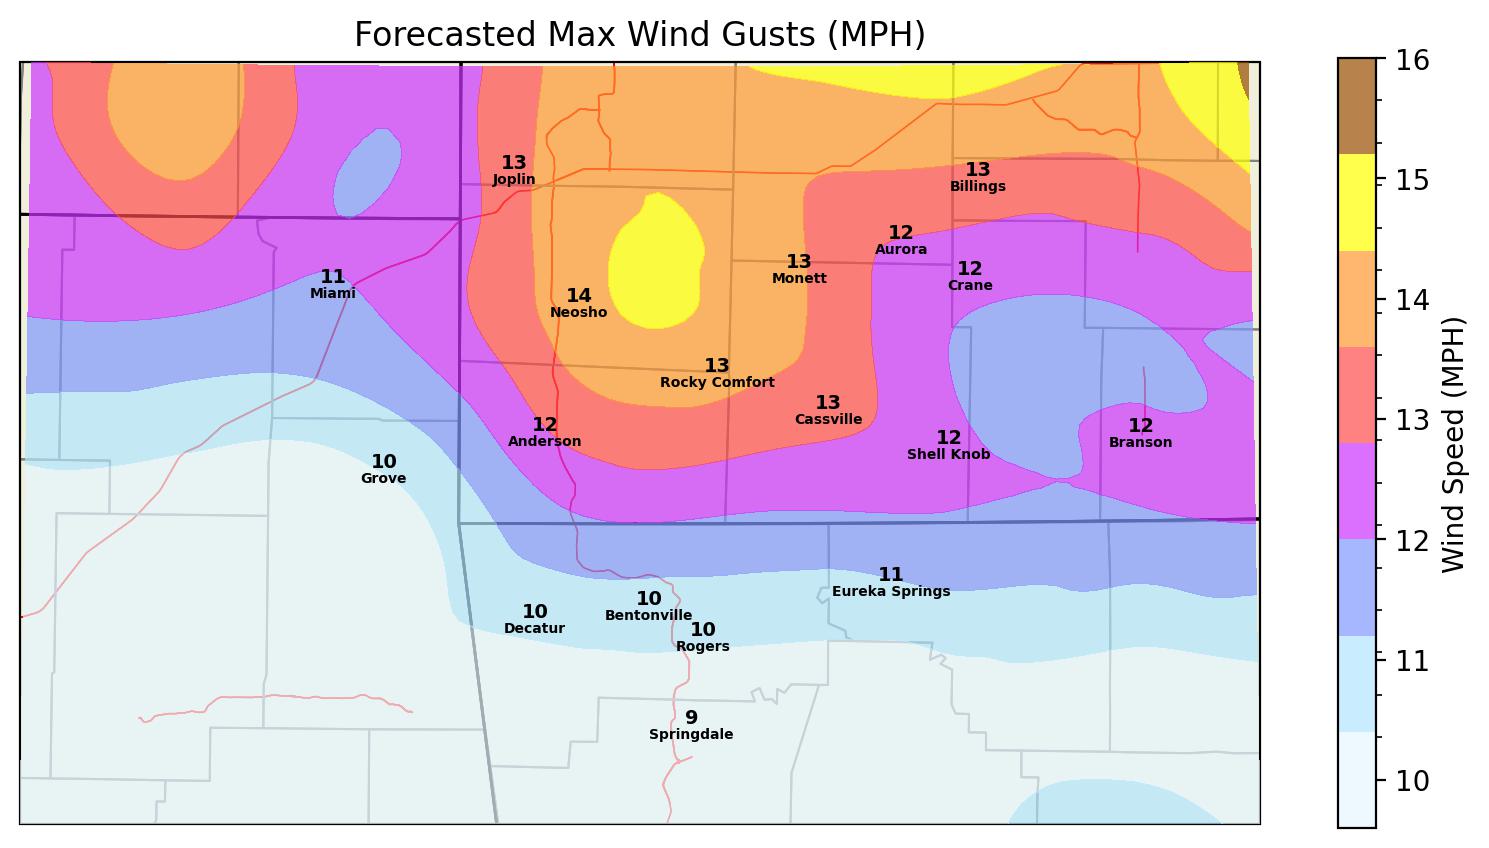 Forecasted Max Wind Gusts (MPH)
13
Joplin
13
Billings
12
Aurora
13
Monett
12
Crane
11
Miami
14
Neosho
13
Rocky Comfort
13
Cassville
12
Anderson
12
Shell Knob
12
Branson
10
Grove
11
Eureka Springs
10
Bentonville
10
Decatur
10
Rogers
9
Springdale
16
15
14
13
12
11
10
Wind Speed (MPH)